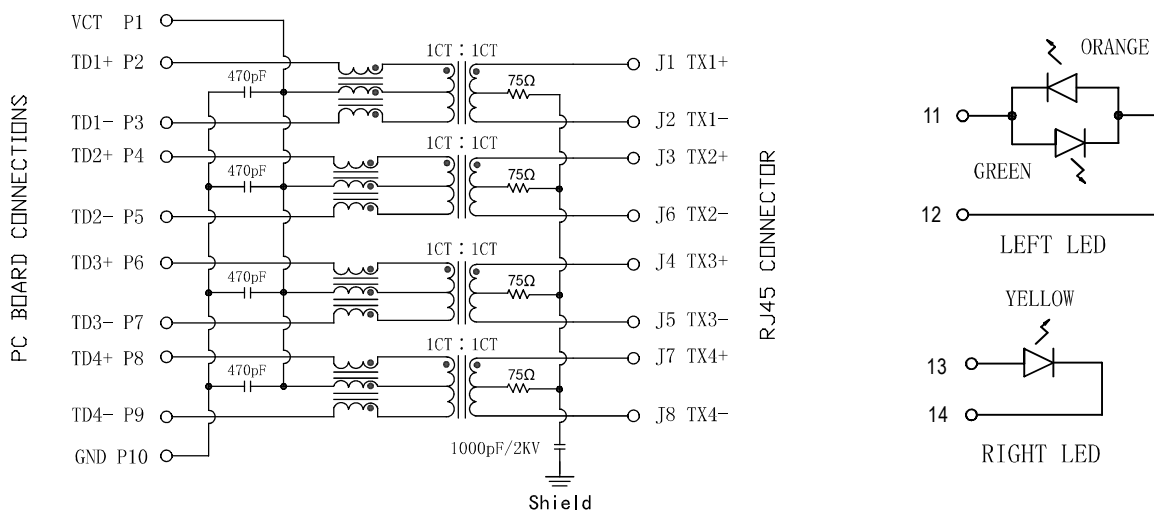 PC BOARD CONNECTIONS
VCT P1
TD1+ P2
470pF
1CT : 1CT
75Ω
J1 TX1+
TD1- P3
J2 TX1-
TD2+ P4
470pF
1CT : 1CT
75Ω
J3 TX2+
TD2- P5
J6 TX2-
TD3+ P6
470pF
1CT : 1CT
75Ω
J4 TX3+
TD3- P7
J5 TX3-
TD4+ P8
470pF
1CT : 1CT
75Ω
J7 TX4+
TD4- P9
J8 TX4-
GND P10
1000pF/2KV
Shield
RJ45 CONNECTOR
ORANGE
11
GREEN
12
LEFT LED
YELLOW
13
14
RIGHT LED